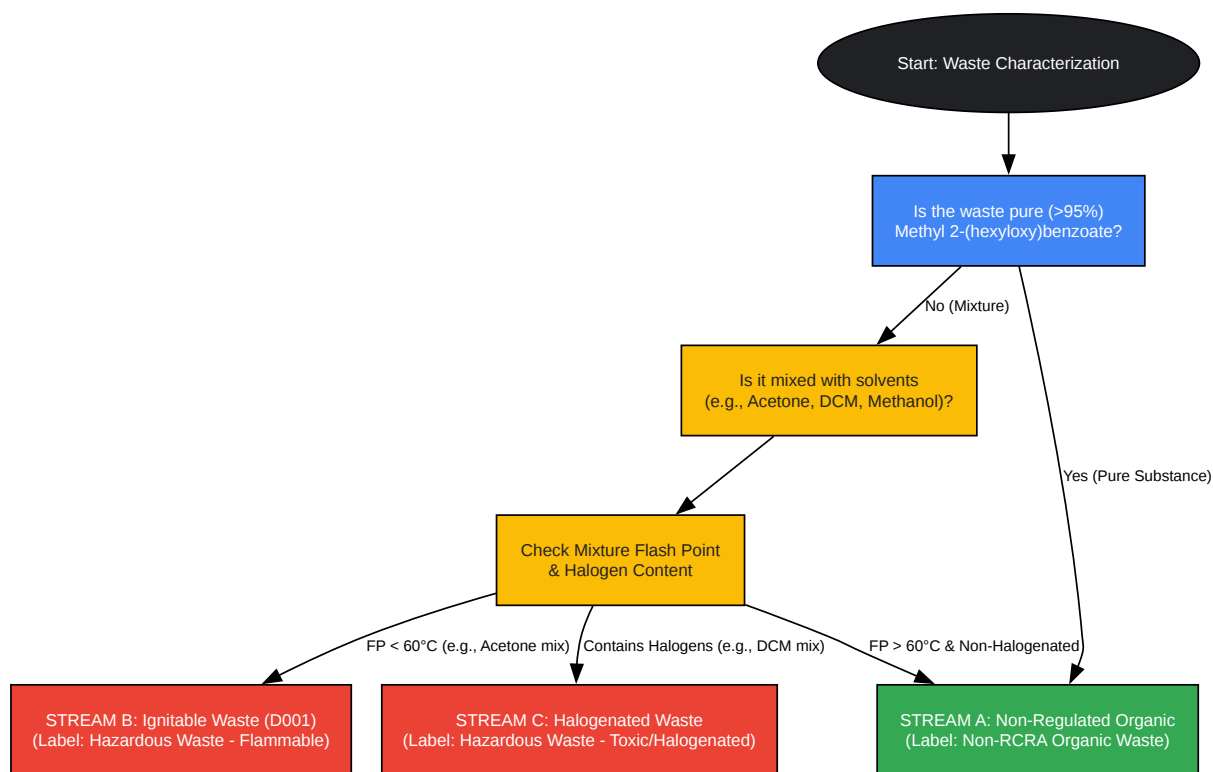 Start: Waste Characterization
Is the waste pure (>95%)
Methyl 2-(hexyloxy)benzoate?
No (Mixture)
Is it mixed with solvents
(e.g., Acetone, DCM, Methanol)?
Yes (Pure Substance)
Check Mixture Flash Point
& Halogen Content
FP < 60°C (e.g., Acetone mix)
Contains Halogens (e.g., DCM mix)
FP > 60°C & Non-Halogenated
STREAM B: Ignitable Waste (D001)
(Label: Hazardous Waste - Flammable)
STREAM C: Halogenated Waste
(Label: Hazardous Waste - Toxic/Halogenated)
STREAM A: Non-Regulated Organic
(Label: Non-RCRA Organic Waste)